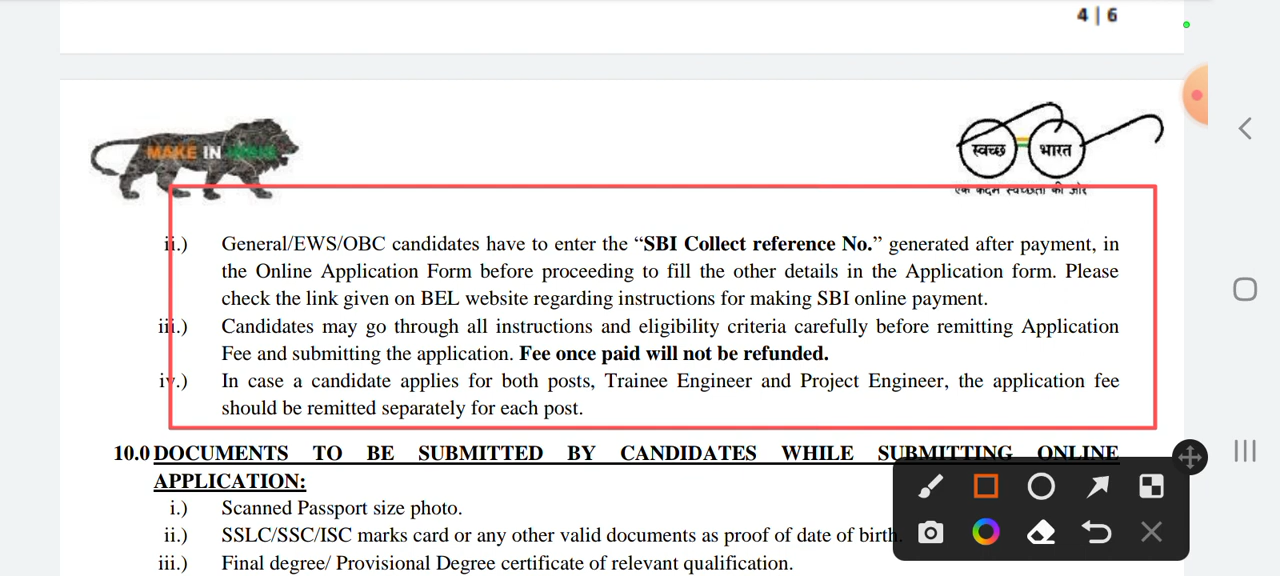 4 | 6
MAKE IN INDIA
स्वच्छ भारत
एक कदम स्वच्छता की ओर
ii.) General/EWS/OBC candidates have to enter the “SBI Collect reference No.” generated after payment, in
the Online Application Form before proceeding to fill the other details in the Application form. Please
check the link given on BEL website regarding instructions for making SBI online payment.
iii.) Candidates may go through all instructions and eligibility criteria carefully before remitting Application
Fee and submitting the application. Fee once paid will not be refunded.
iv.) In case a candidate applies for both posts, Trainee Engineer and Project Engineer, the application fee
should be remitted separately for each post.
10.0 DOCUMENTS TO BE SUBMITTED BY CANDIDATES WHILE SUBMITTING ONLINE
APPLICATION:
i.) Scanned Passport size photo.
ii.) SSLC/SSC/ISC marks card or any other valid documents as proof of date of birth.
iii.) Final degree/ Provisional Degree certificate of relevant qualification.